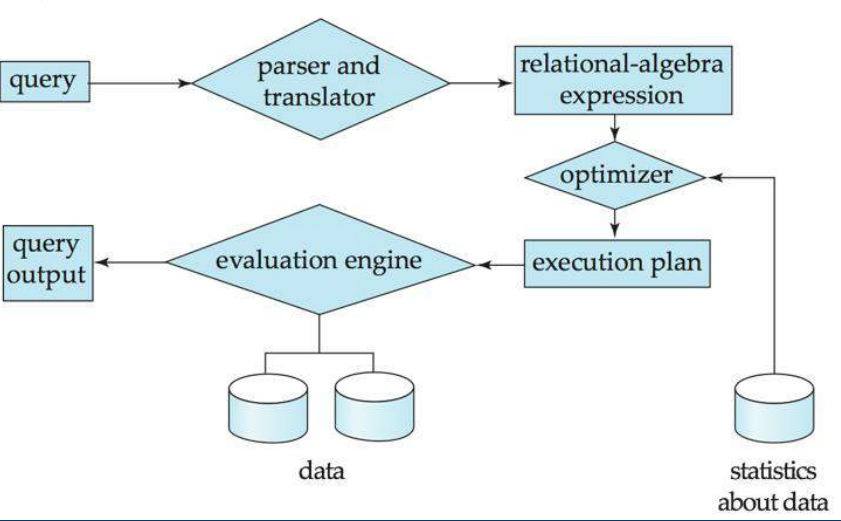 query
parser and
translator
relational-algebra
expression
optimizer
query
output
evaluation engine
execution plan
data
statistics
about data